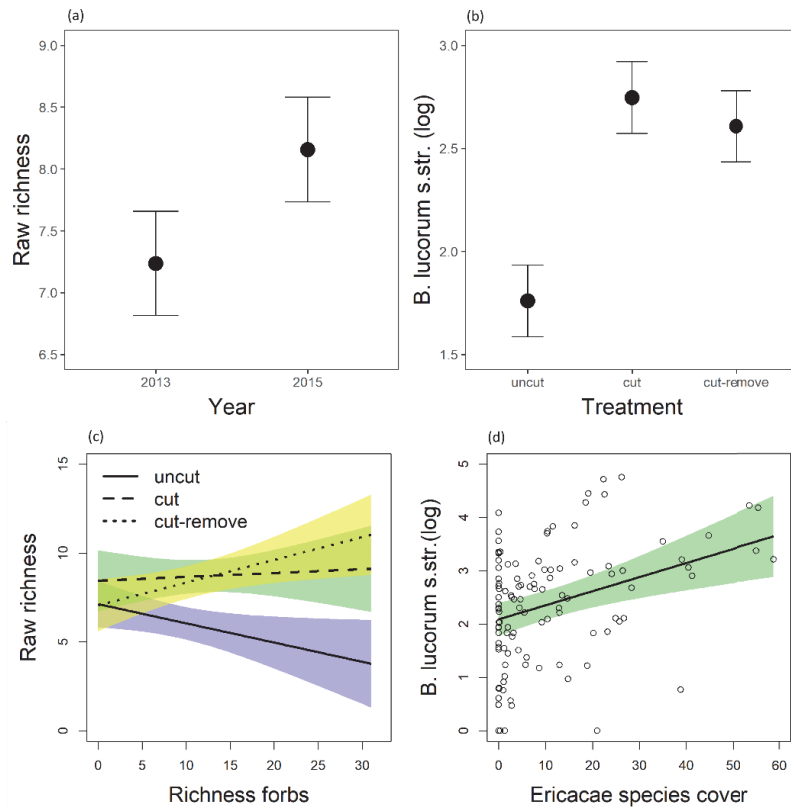 (a)
Raw richness
9.0
8.5
8.0
7.5
7.0
6.5
2013
2015
Year
(b)
B. lucorum s.str. (log)
3.0
2.5
2.0
1.5
uncut
cut
cut-remove
Treatment
(c)
Raw richness
15
10
5
0
uncut
cut
cut-remove
0 5 10 15 20 25 30
Richness forbs
(d)
B. lucorum s.str.(log)
5
4
3
2
1
0
0 10 20 30 40 50 60
Ericacae species cover